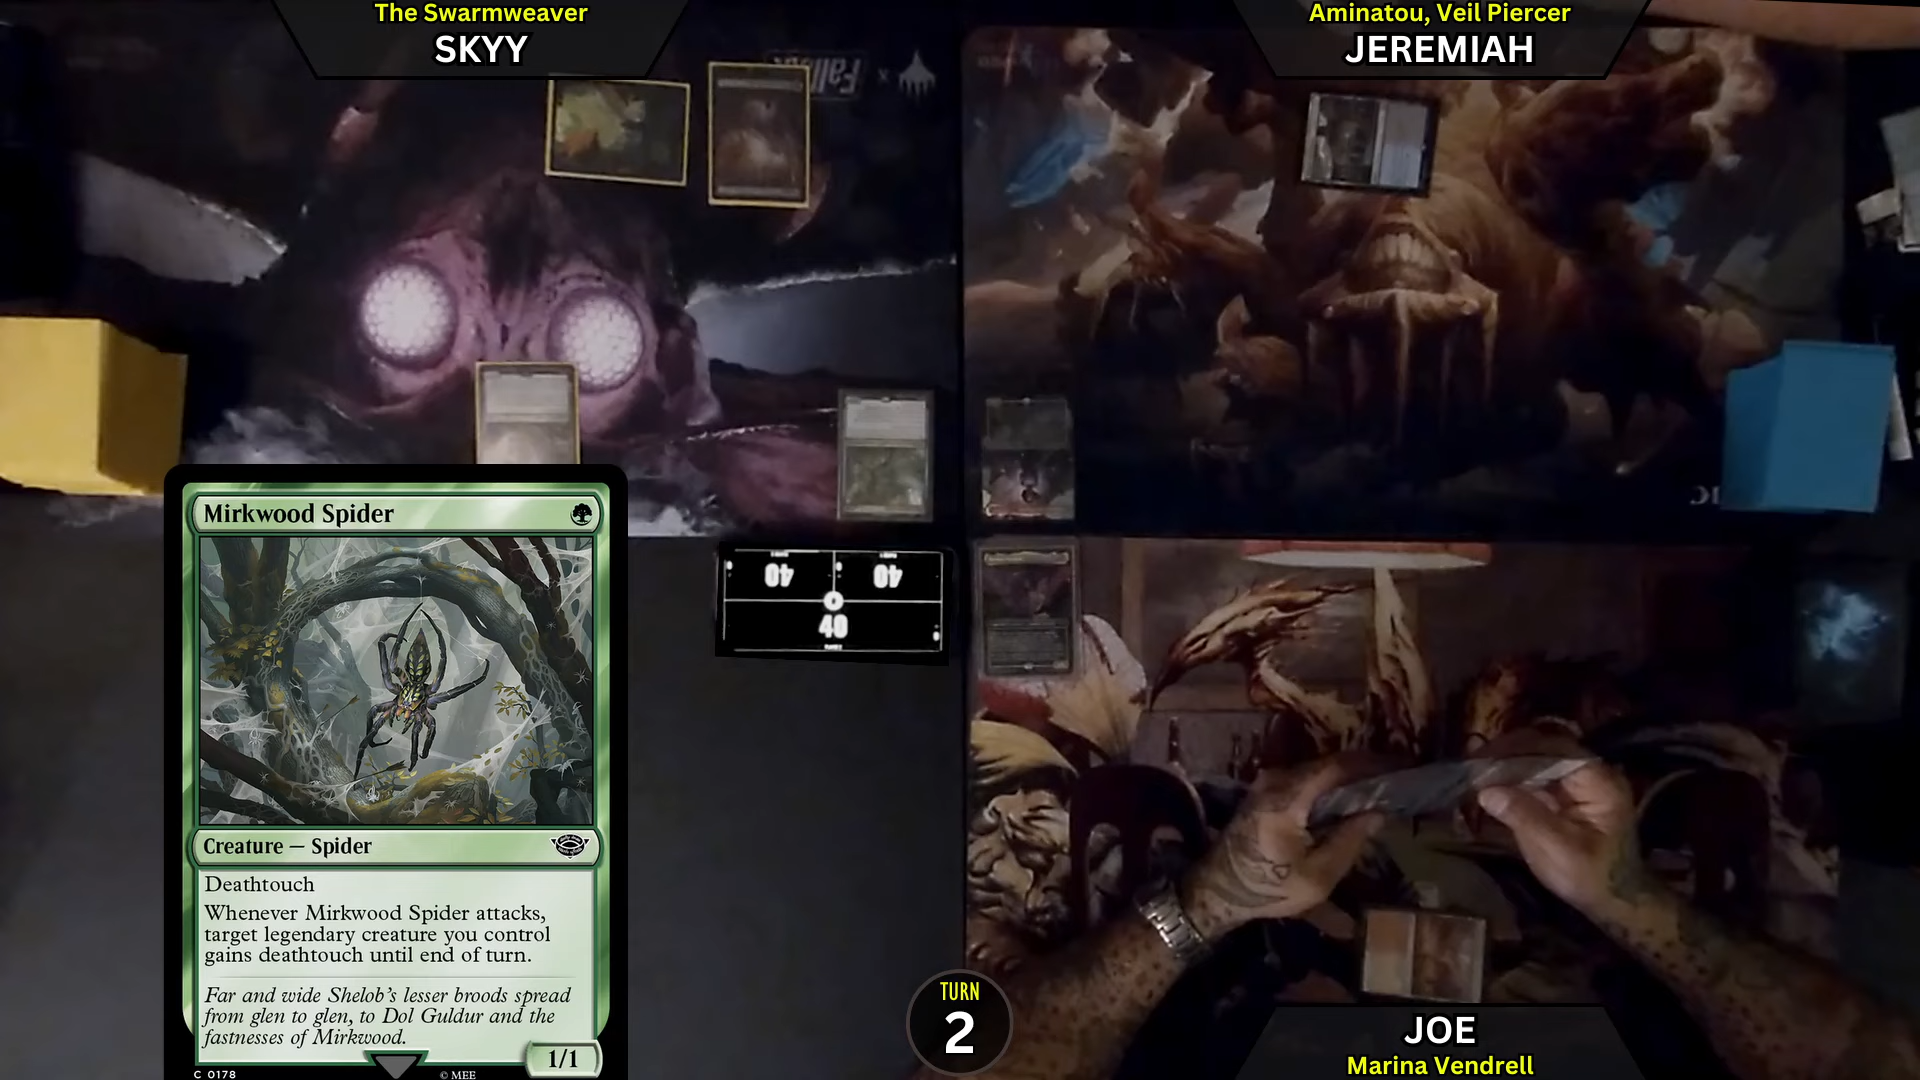 The Swarmweaver
SKYY
Aminatou, Veil Piercer
JEREMIAH
Fallout
Mirkwood Spider
Creature — Spider
Deathtouch
Whenever Mirkwood Spider attacks,
target legendary creature you control
gains deathtouch until end of turn.
Far and wide Shelob's lesser broods spread
from glen to glen, to Dol Guldur and the
fastnesses of Mirkwood.
1/1
C 0178
© MEE
40
40
40
TURN
2
JOE
Marina Vendrell